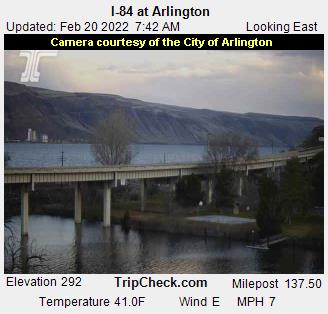 I-84 at Arlington
Updated: Feb 20 2022 7:42 AM Looking East
Camera courtesy of the City of Arlington
Elevation 292 TripCheck.com Milepost 137.50
Temperature 41.0F Wind E MPH 7